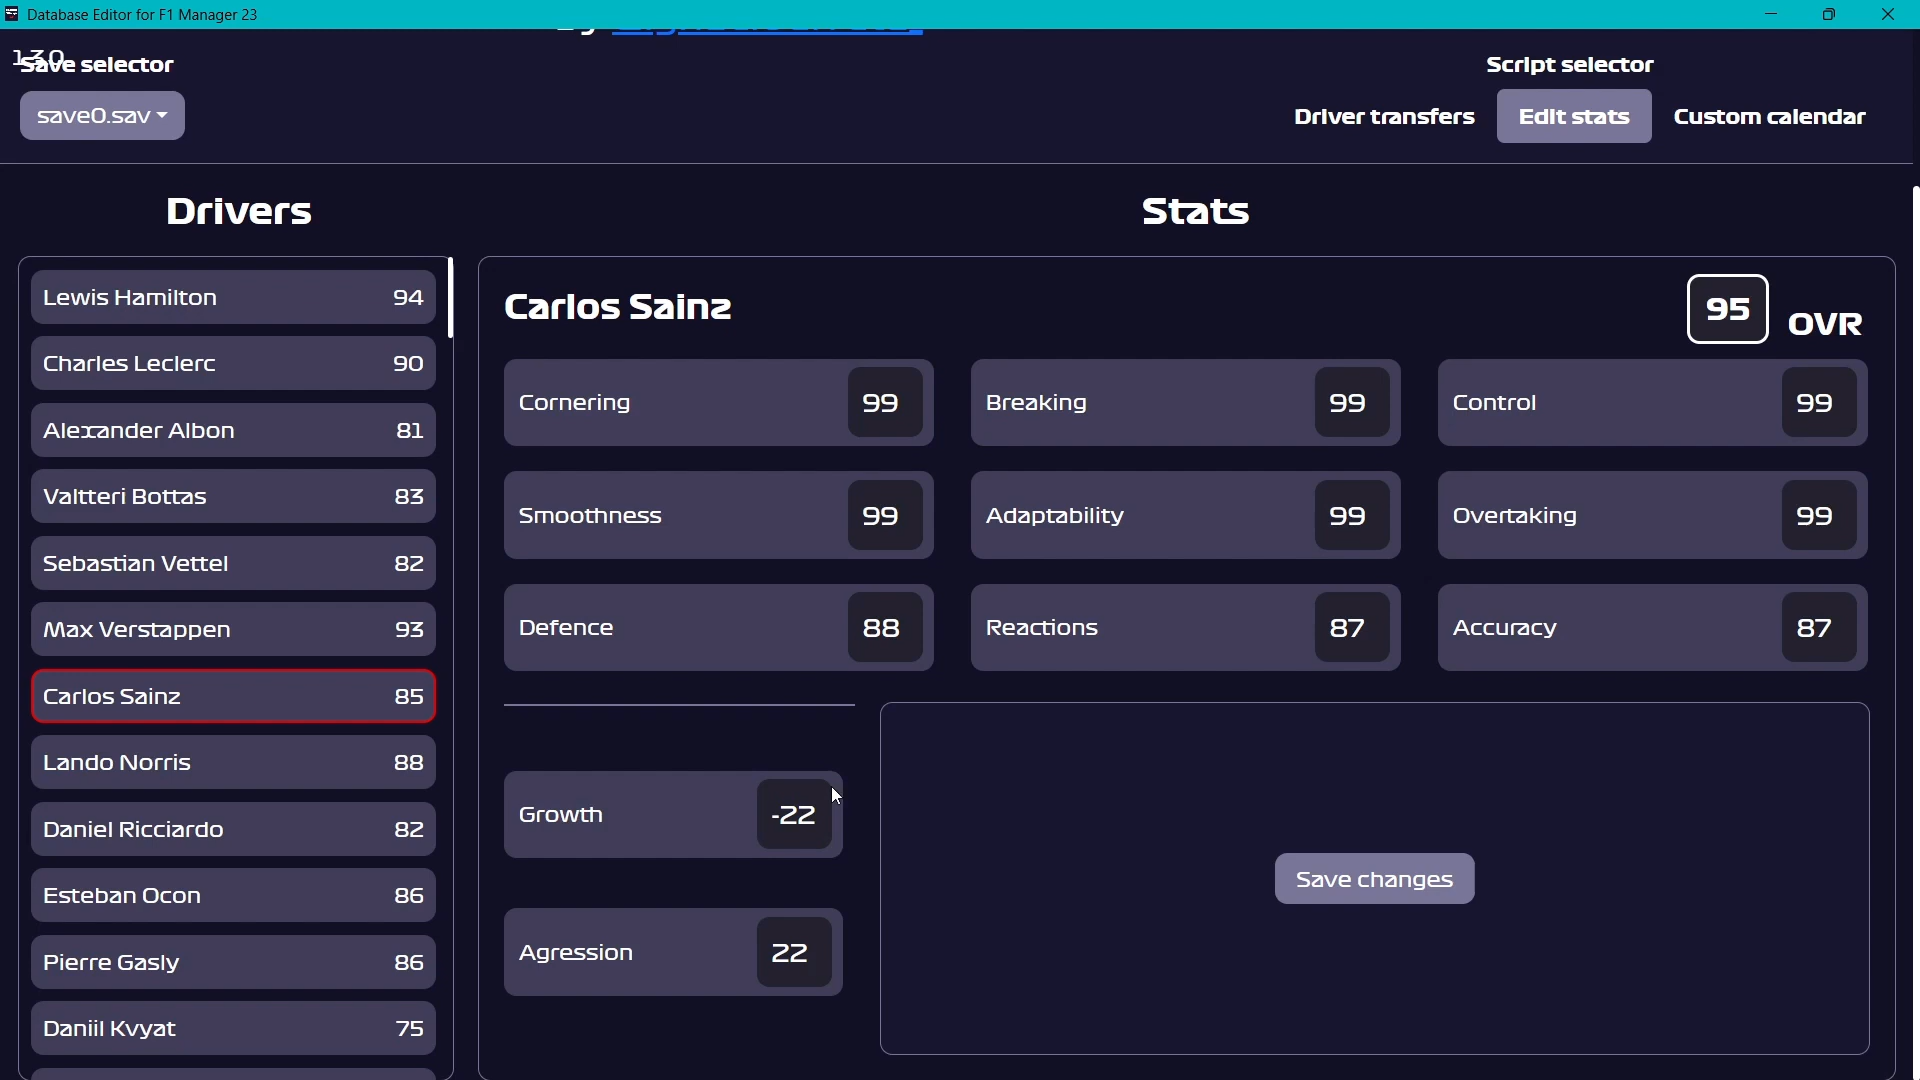 Database Editor for F1 Manager 23
1.3.0
Save selector
Script selector
save0.sav
Driver transfers
Edit stats
Custom calendar
Drivers
Stats
Lewis Hamilton 94
Charles Leclerc 90
Alexander Albon 81
Valtteri Bottas 83
Sebastian Vettel 82
Max Verstappen 93
Carlos Sainz 85
Lando Norris 88
Daniel Ricciardo 82
Esteban Ocon 86
Pierre Gasly 86
Daniil Kvyat 75
Carlos Sainz
95 OVR
Cornering 99
Breaking 99
Control 99
Smoothness 99
Adaptability 99
Overtaking 99
Defence 88
Reactions 87
Accuracy 87
Growth -22
Agression 22
Save changes